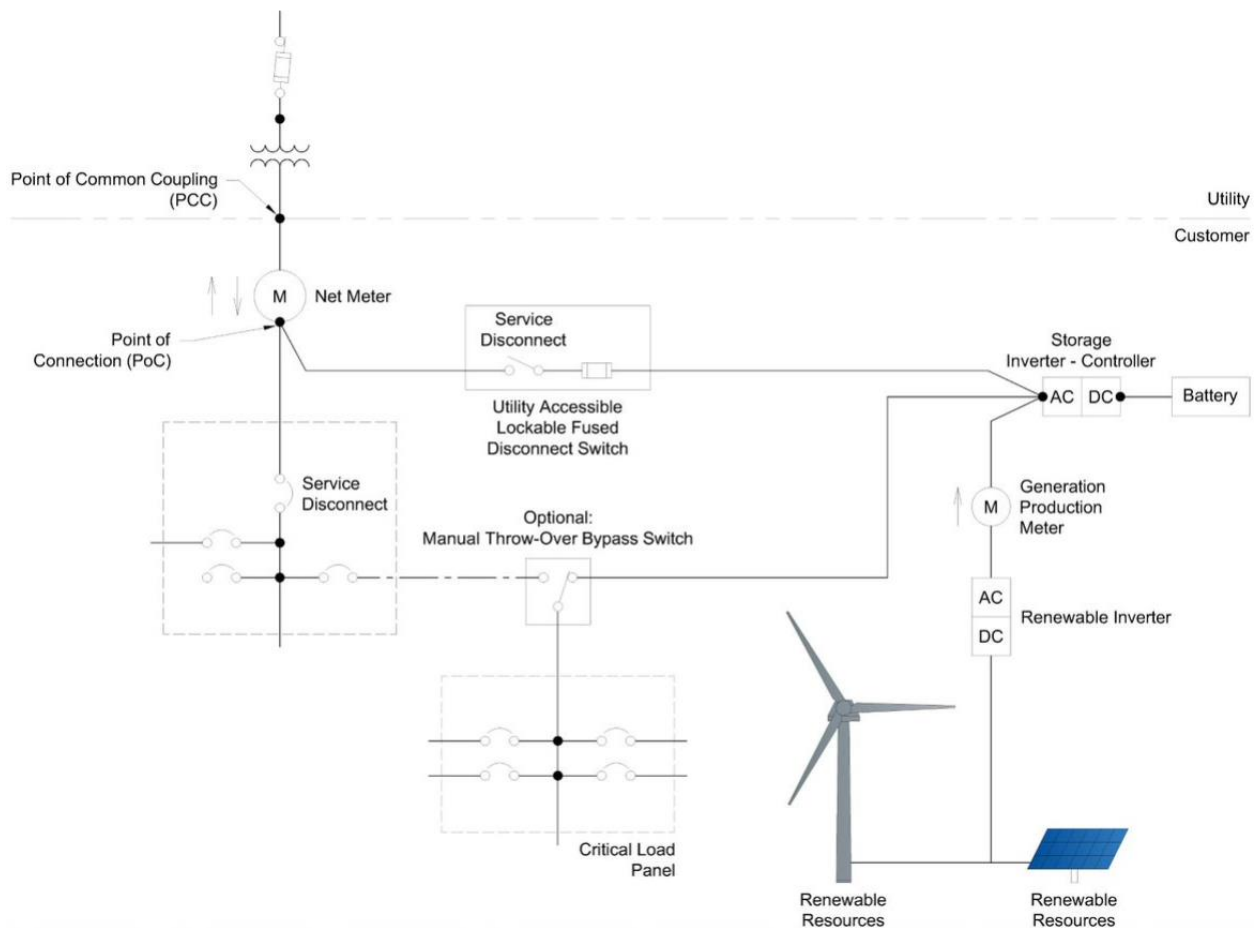 Point of Common Coupling
(PCC)
Utility
Customer
M
Net Meter
Point of
Connection (PoC)
Service
Disconnect
Utility Accessible
Lockable Fused
Disconnect Switch
Storage
Inverter - Controller
AC
DC
Battery
Service
Disconnect
Optional:
Manual Throw-Over Bypass Switch
M
Generation
Production
Meter
AC
DC
Renewable Inverter
Critical Load
Panel
Renewable
Resources
Renewable
Resources